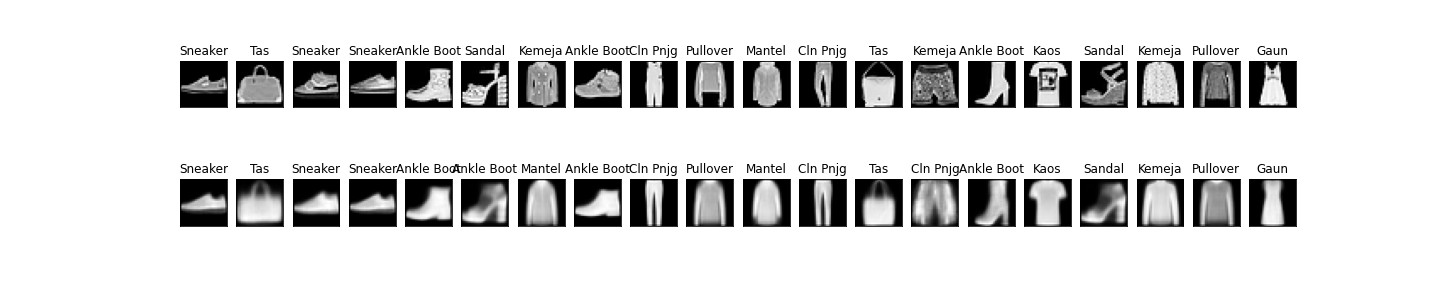 Sneaker Tas Sneaker Sneaker Ankle Boot Sandal Kemeja Ankle Boot Cln Pnjg Pullover Mantel Cln Pnjg Tas Kemeja Ankle Boot Kaos Sandal Kemeja Pullover Gaun
Sneaker Tas Sneaker Sneaker Ankle Boot Ankle Boot Mantel Ankle Boot Cln Pnjg Pullover Mantel Cln Pnjg Tas Cln Pnjg Ankle Boot Kaos Sandal Kemeja Pullover Gaun